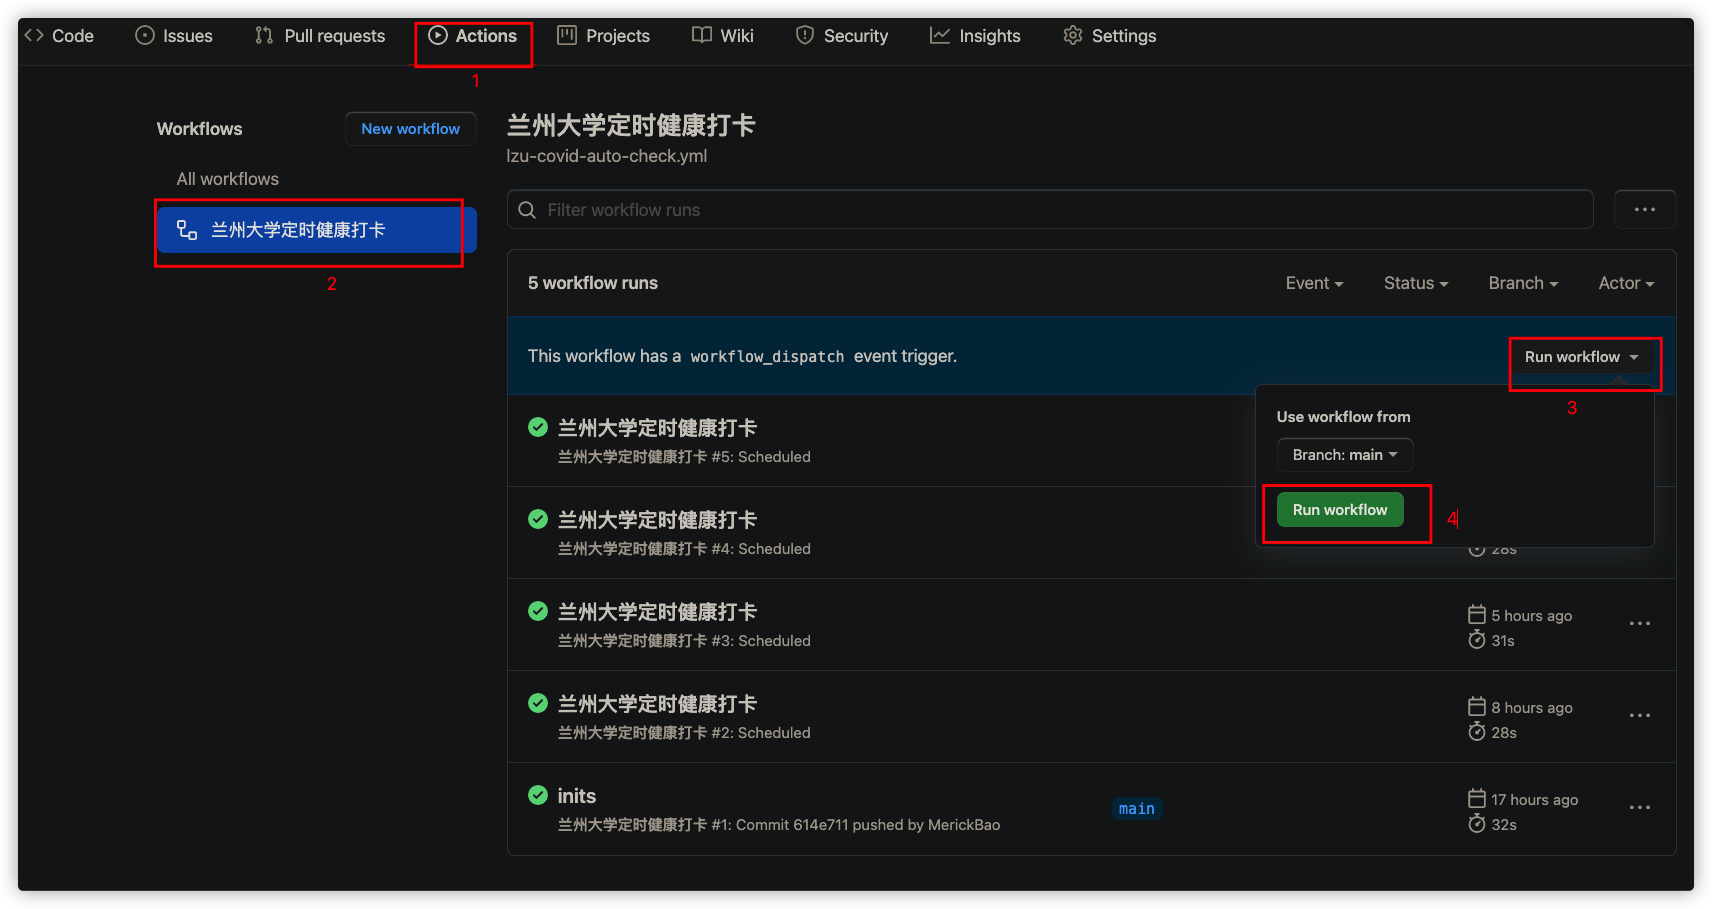 Code Issues Pull requests Actions Projects Wiki Security Insights Settings
1
Workflows
New workflow
All workflows
兰州大学定时健康打卡
2
兰州大学定时健康打卡
lzu-covid-auto-check.yml
Filter workflow runs
5 workflow runs
Event Status Branch Actor
This workflow has a workflow_dispatch event trigger.
Run workflow
3
Use workflow from
Branch: main
Run workflow
4
兰州大学定时健康打卡
兰州大学定时健康打卡 #5: Scheduled
兰州大学定时健康打卡
兰州大学定时健康打卡 #4: Scheduled
28s
兰州大学定时健康打卡
兰州大学定时健康打卡 #3: Scheduled
5 hours ago
31s
兰州大学定时健康打卡
兰州大学定时健康打卡 #2: Scheduled
8 hours ago
28s
inits
兰州大学定时健康打卡 #1: Commit 614e711 pushed by MerickBao
main
17 hours ago
32s